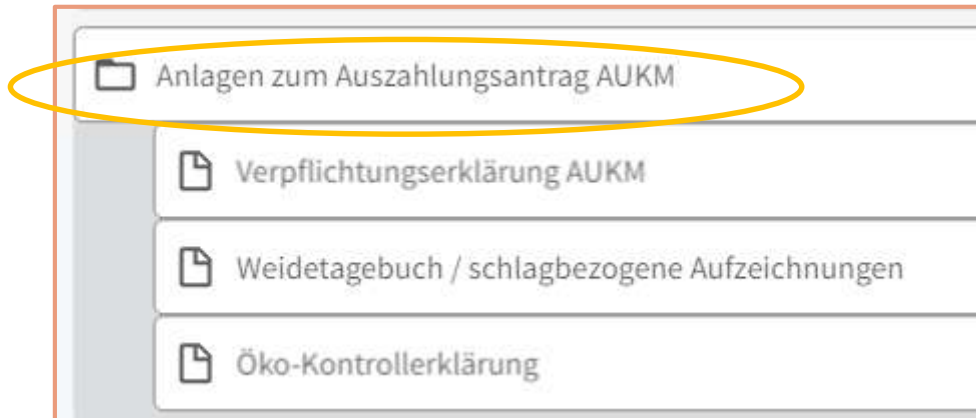 Anlagen zum Auszahlungsantrag AUKM
Verpflichtungserklärung AUKM
Weidetagebuch / schlagbezogene Aufzeichnungen
Öko-Kontrollerklärung